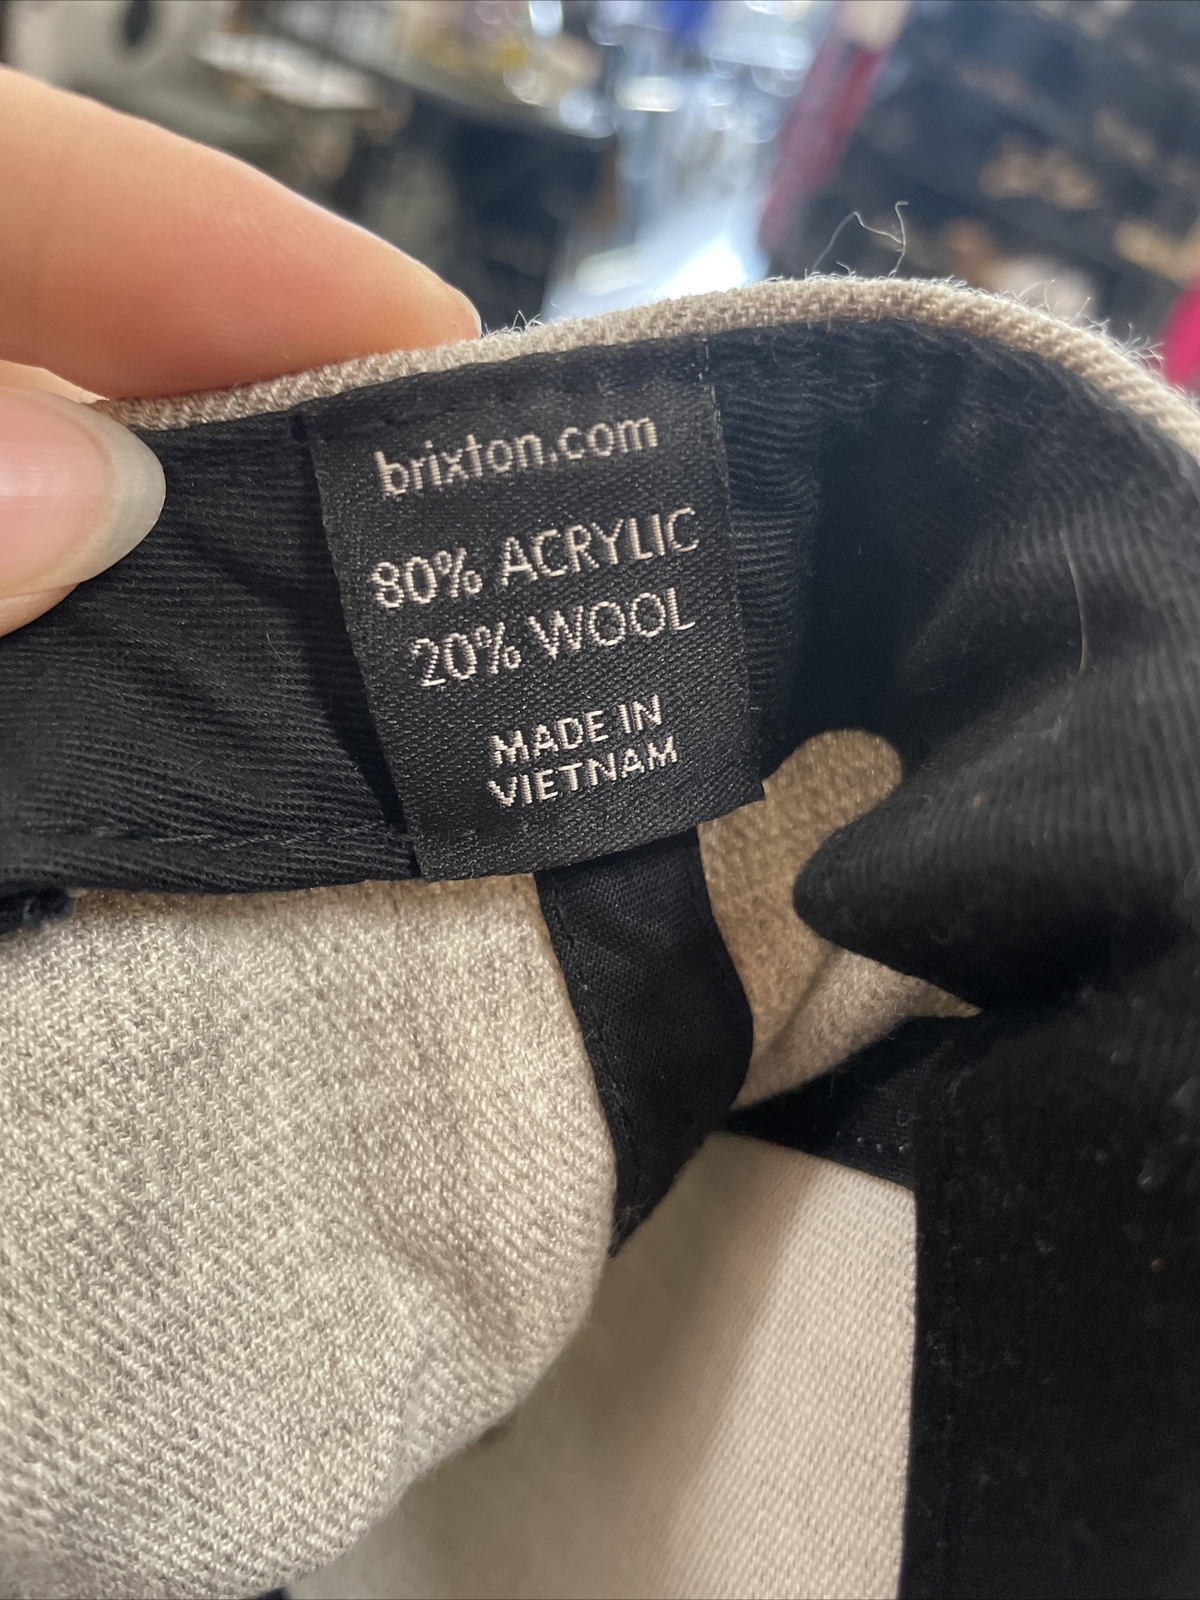 brixton.com
80% ACRYLIC
20% WOOL
MADE IN
VIETNAM